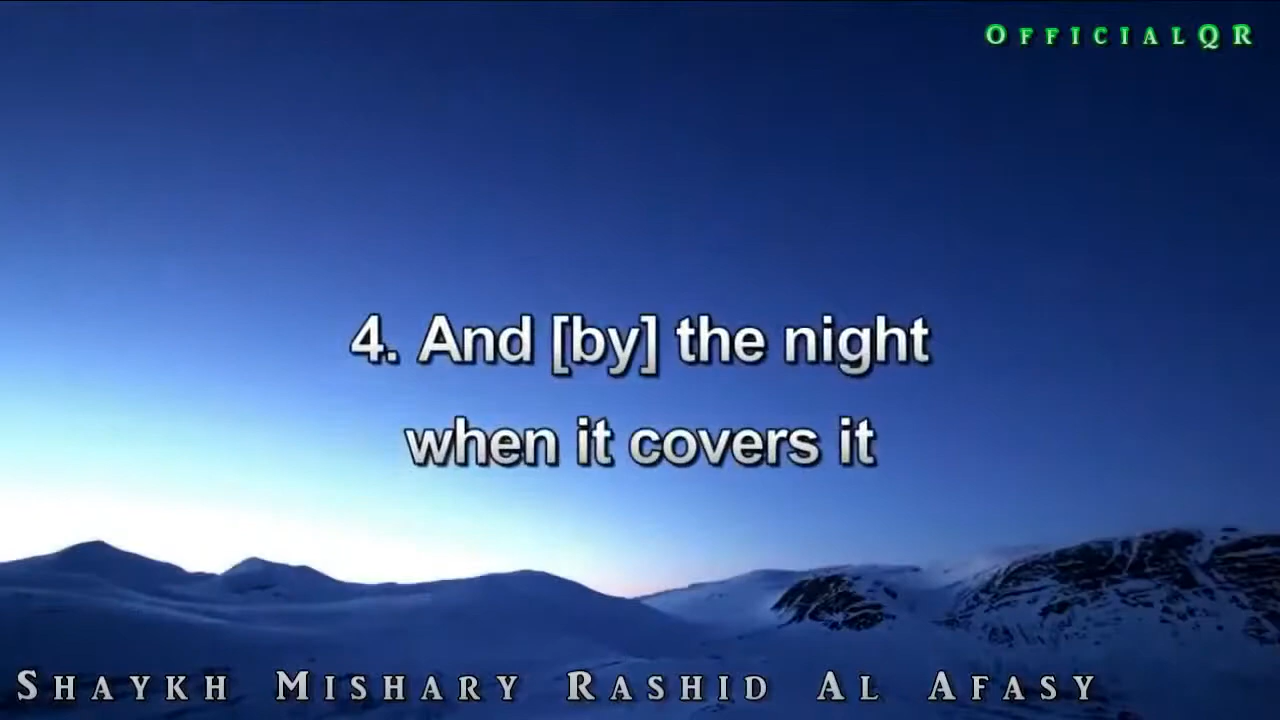 OFFICIALQR
4. And [by] the night
when it covers it
SHAYKH MISHARY RASHID AL AFASY